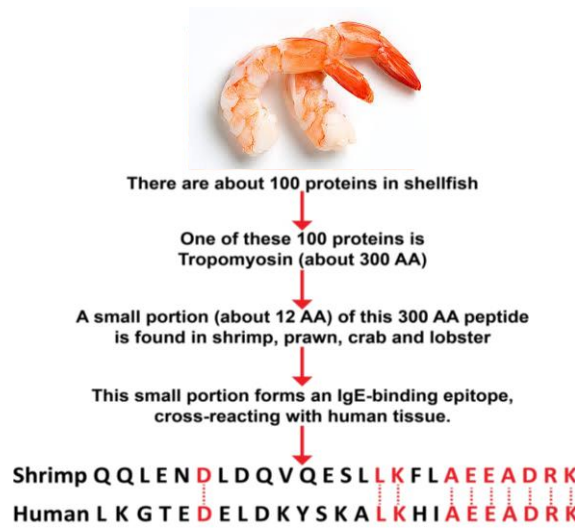 There are about 100 proteins in shellfish
One of these 100 proteins is
Tropomyosin (about 300 AA)
A small portion (about 12 AA) of this 300 AA peptide
is found in shrimp, prawn, crab and lobster
This small portion forms an IgE-binding epitope,
cross-reacting with human tissue.
Shrimp Q Q L E N D L D Q V Q E S L L K F L A E E A D R K
Human L K G T E D E L D K Y S K A L K H I A E E A D R K